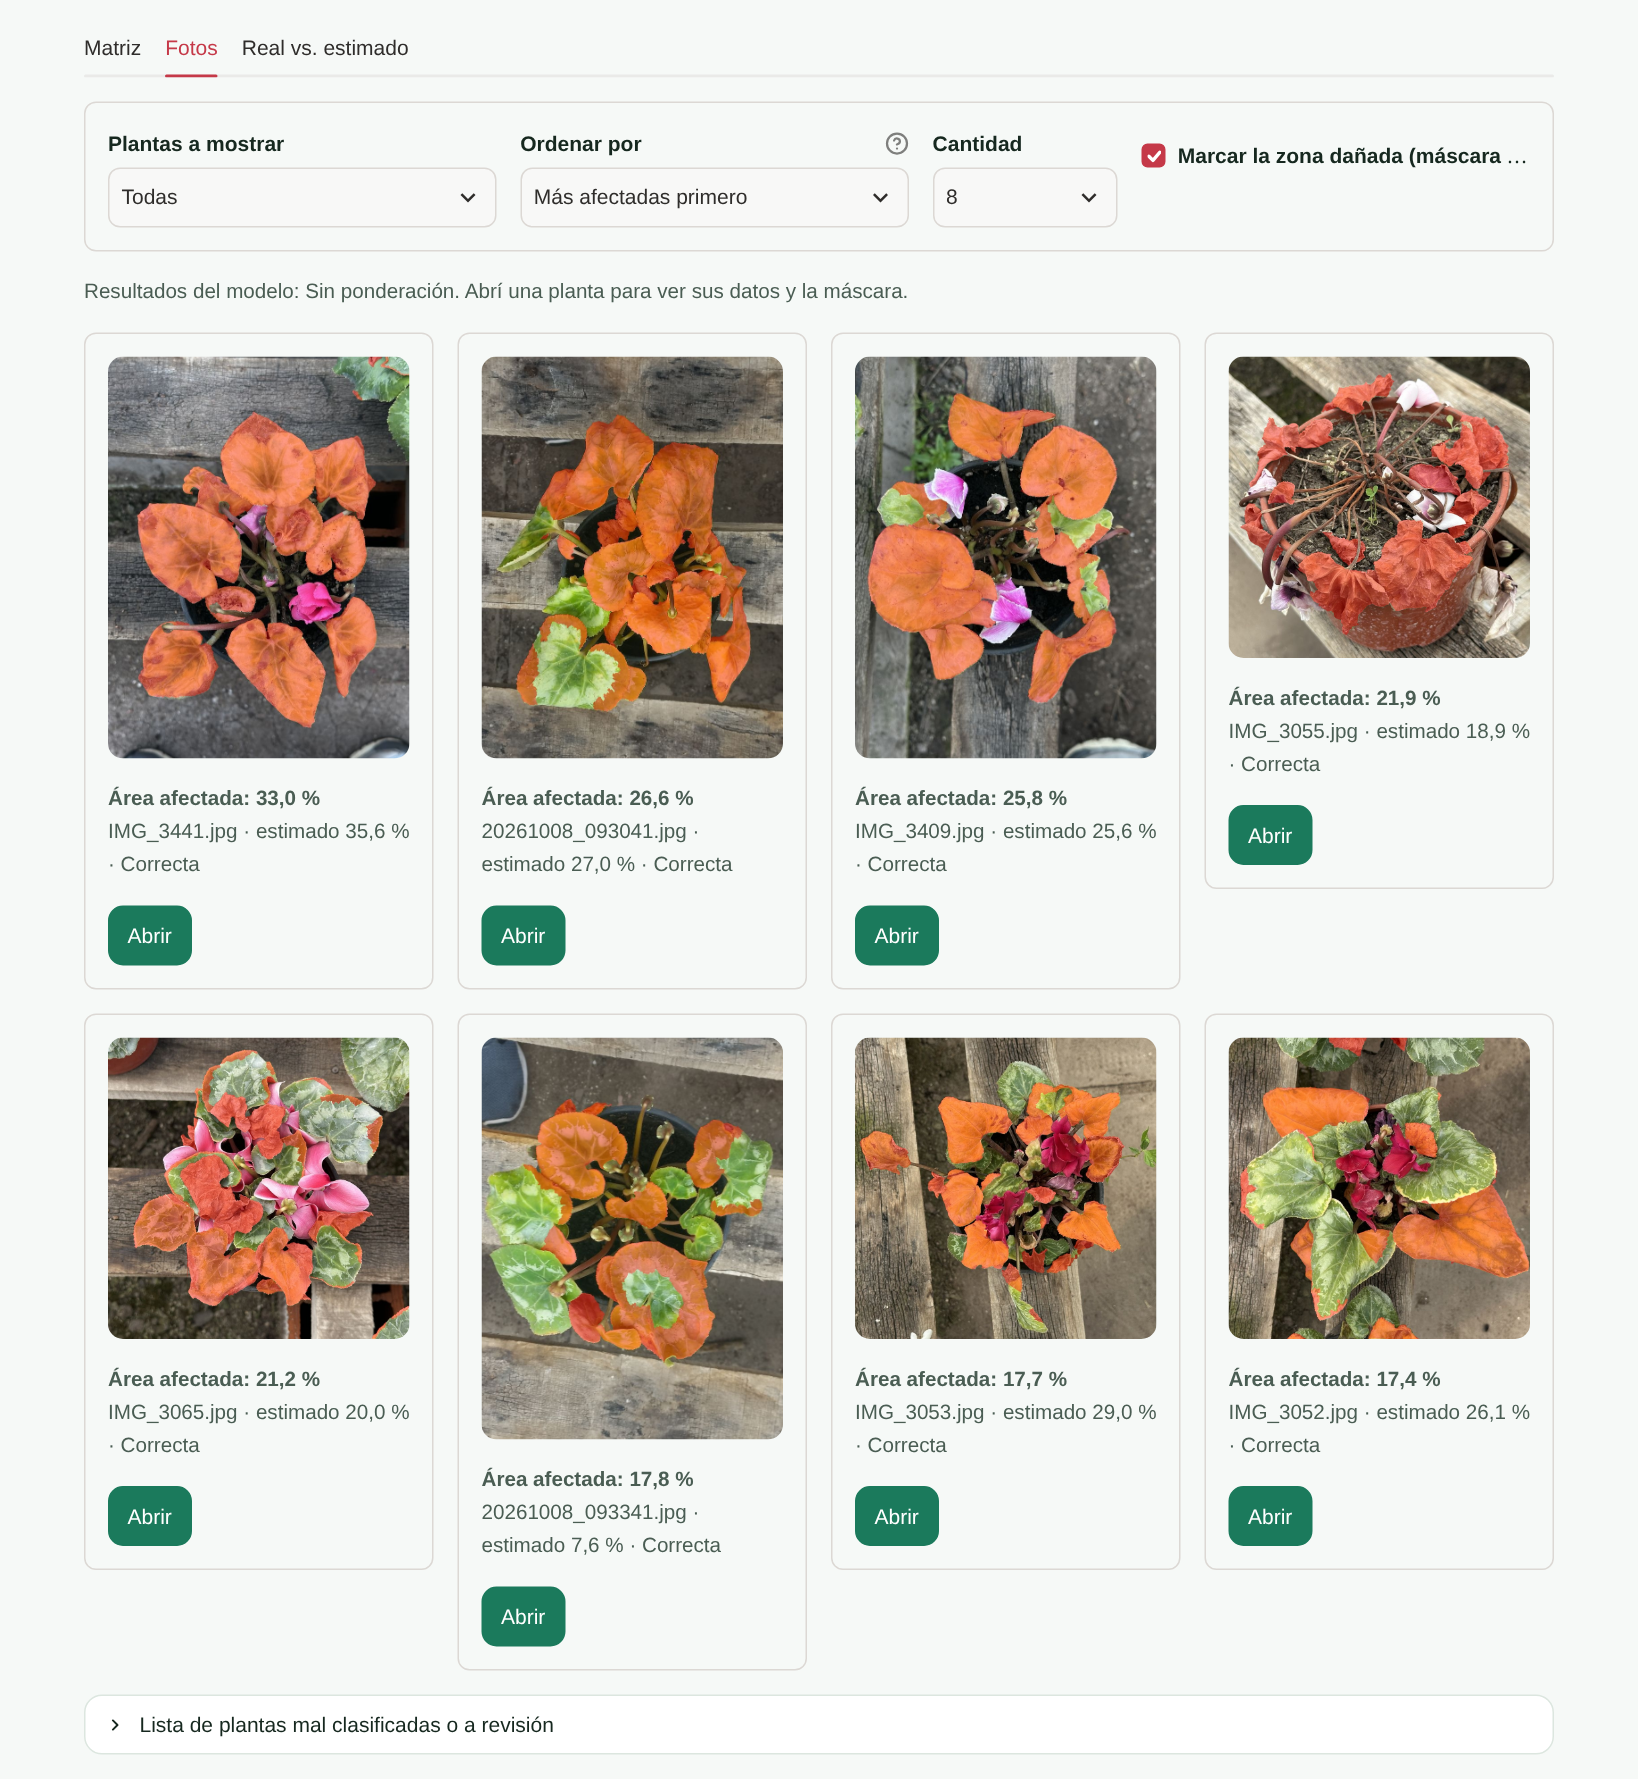 Matriz Fotos Real vs. estimado
Plantas a mostrar
Todas
Ordenar por
Más afectadas primero
Cantidad
8
Marcar la zona dañada (máscara ...
Resultados del modelo: Sin ponderación. Abrí una planta para ver sus datos y la máscara.
Área afectada: 33,0 %
IMG_3441.jpg · estimado 35,6 %
· Correcta
Abrir
Área afectada: 26,6 %
20261008_093041.jpg ·
estimado 27,0 % · Correcta
Abrir
Área afectada: 25,8 %
IMG_3409.jpg · estimado 25,6 %
· Correcta
Abrir
Área afectada: 21,9 %
IMG_3055.jpg · estimado 18,9 %
· Correcta
Abrir
Área afectada: 21,2 %
IMG_3065.jpg · estimado 20,0 %
· Correcta
Abrir
Área afectada: 17,8 %
20261008_093341.jpg ·
estimado 7,6 % · Correcta
Abrir
Área afectada: 17,7 %
IMG_3053.jpg · estimado 29,0 %
· Correcta
Abrir
Área afectada: 17,4 %
IMG_3052.jpg · estimado 26,1 %
· Correcta
Abrir
Lista de plantas mal clasificadas o a revisión